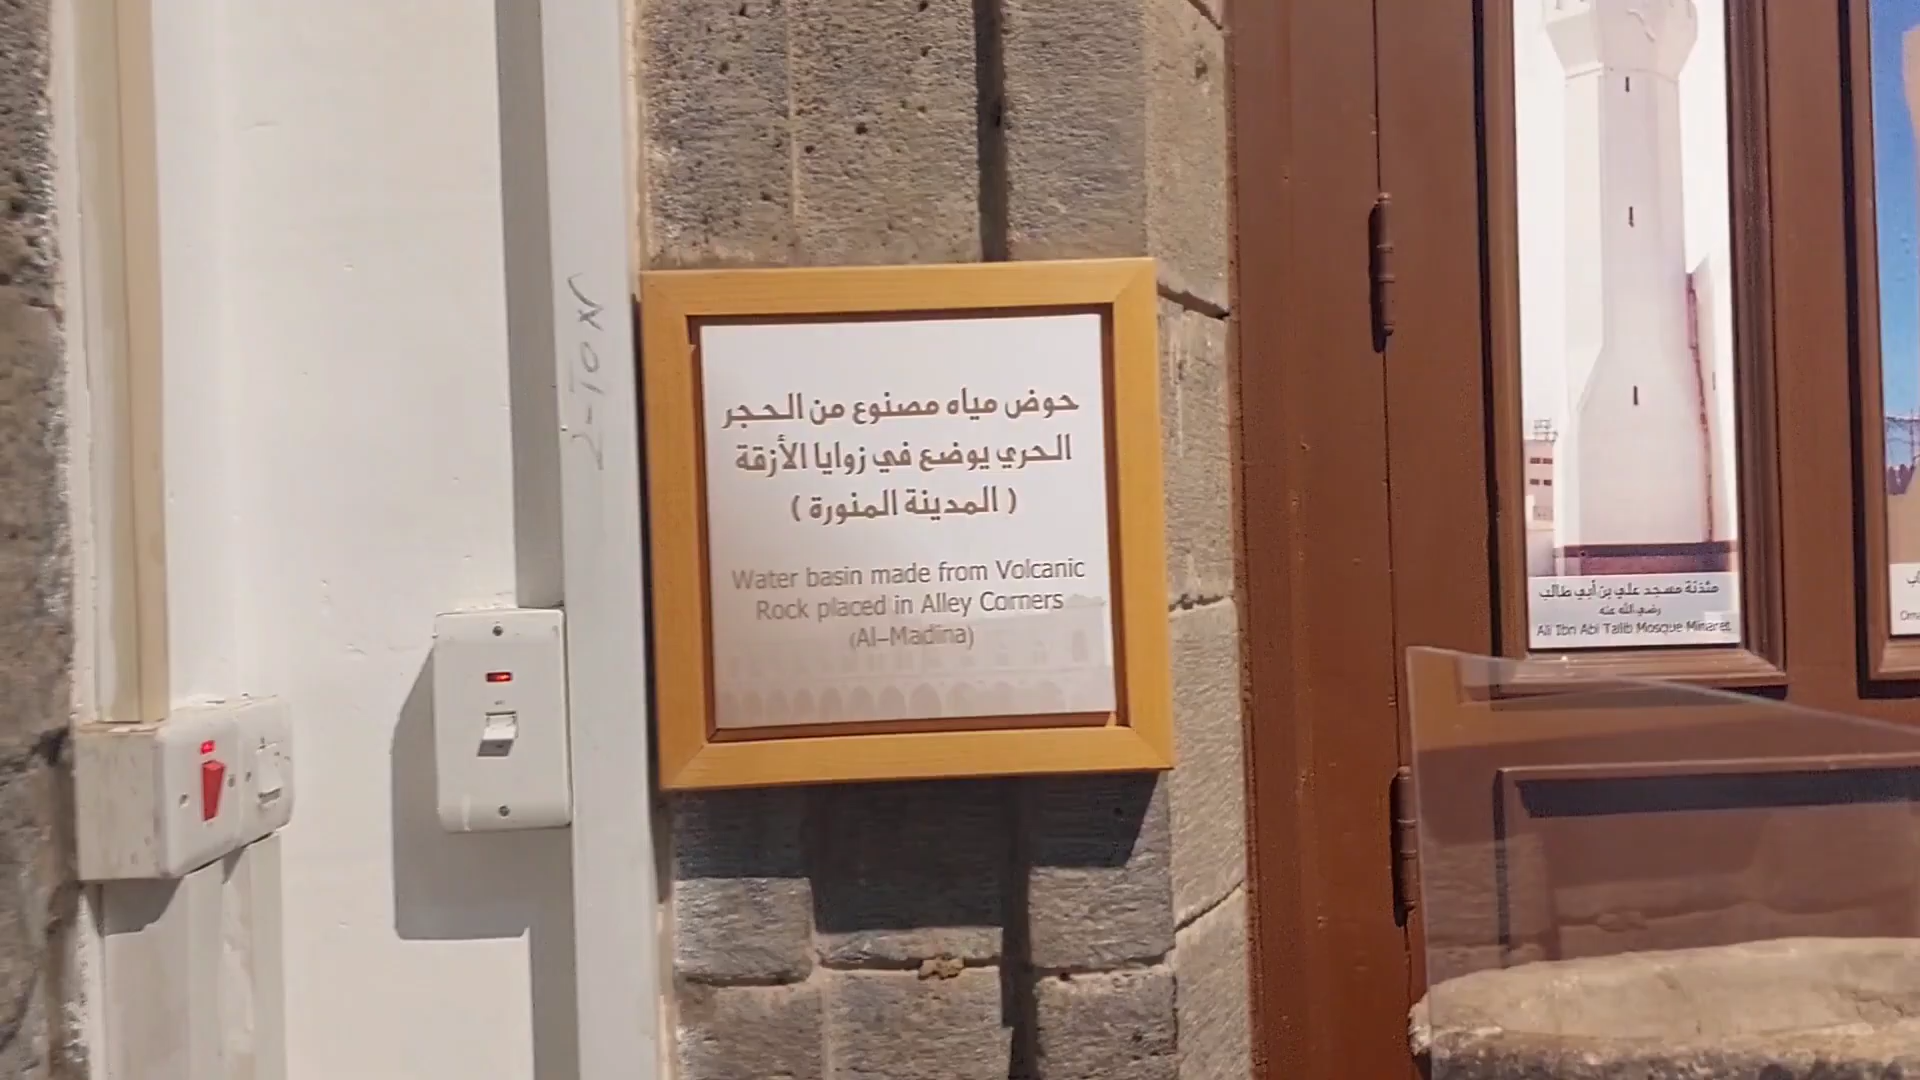 حوض مياه مصنوع من الحجر
الحري يوضع في زوايا الأزقة
( المدينة المنورة )
Water basin made from Volcanic
Rock placed in Alley Corners
(Al-Madina)
مئذنة مسجد علي بن أبي طالب
رضي الله عنه
Ali Ibn Abi Talib Mosque Minaret